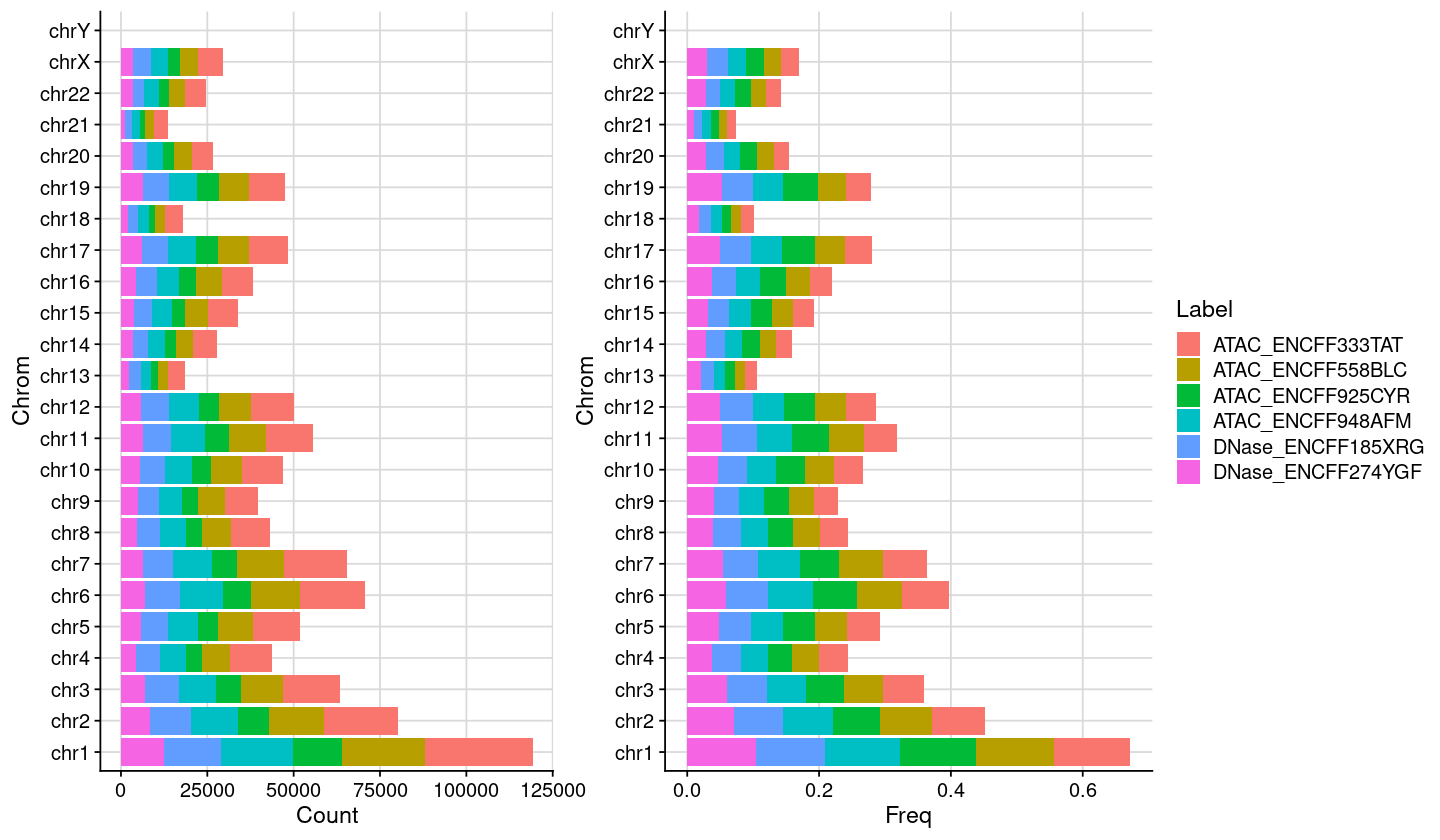 chrY
chrX
chr22
chr21
chr20
chr19
chr18
chr17
chr16
chr15
chr14
chr13
chr12
chr11
chr10
chr9
chr8
chr7
chr6
chr5
chr4
chr3
chr2
chr1
Chrom
0 25000 50000 75000 100000 125000
Count
chrY
chrX
chr22
chr21
chr20
chr19
chr18
chr17
chr16
chr15
chr14
chr13
chr12
chr11
chr10
chr9
chr8
chr7
chr6
chr5
chr4
chr3
chr2
chr1
Chrom
0.0 0.2 0.4 0.6
Freq
Label
ATAC_ENCFF333TAT
ATAC_ENCFF558BLC
ATAC_ENCFF925CYR
ATAC_ENCFF948AFM
DNase_ENCFF185XRG
DNase_ENCFF274YGF